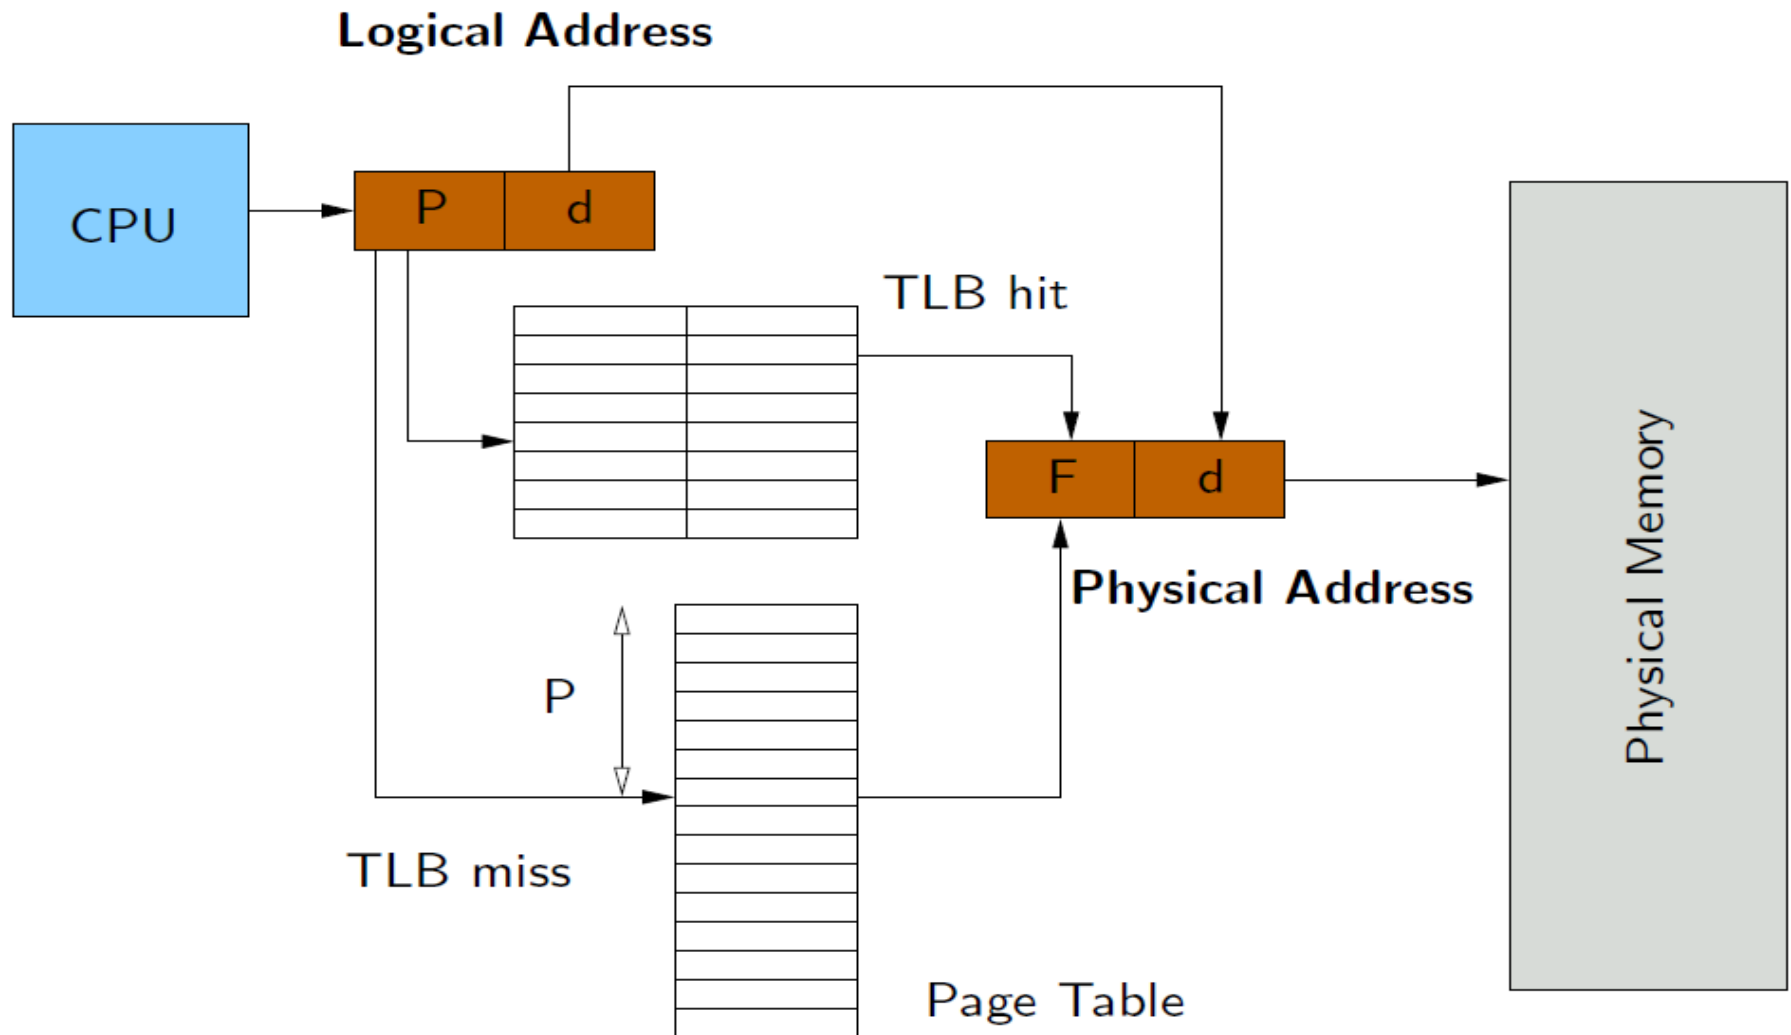 Logical Address
CPU
P
d
TLB hit
F
d
Physical Address
Physical Memory
P
TLB miss
Page Table